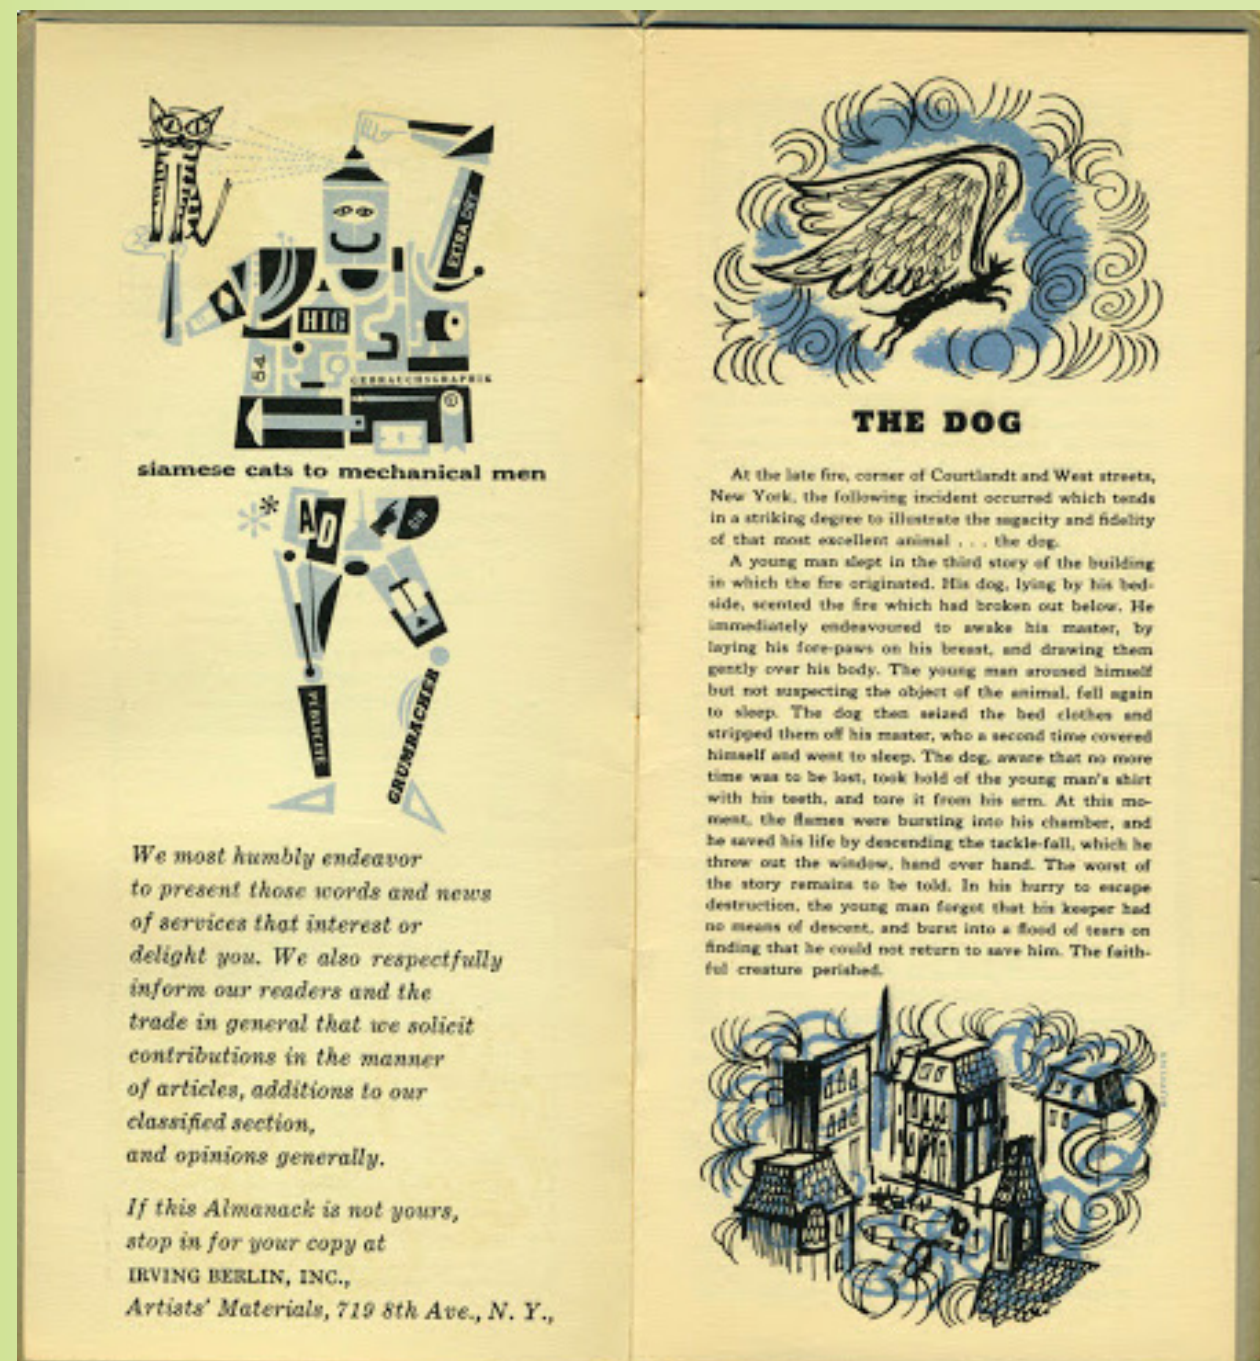 EXTRA DRY
HIG
54
GEBRAUCHSGRAPHIK
siamese cats to mechanical men
AD
GRUMBACHER
We most humbly endeavor
to present those words and news
of services that interest or
delight you. We also respectfully
inform our readers and the
trade in general that we solicit
contributions in the manner
of articles, additions to our
classified section,
and opinions generally.
If this Almanack is not yours,
stop in for your copy at
IRVING BERLIN, INC.,
Artists' Materials, 719 8th Ave., N. Y.,
THE DOG
At the late fire, corner of Courtlandt and West streets,
New York, the following incident occurred which tends
in a striking degree to illustrate the sagacity and fidelity
of that most excellent animal . . . the dog.
A young man slept in the third story of the building
in which the fire originated. His dog, lying by his bed-
side, scented the fire which had broken out below. He
immediately endeavoured to awake his master, by
laying his fore-paws on his breast, and drawing them
gently over his body. The young man aroused himself
but not suspecting the object of the animal, fell again
to sleep. The dog then seized the bed clothes and
stripped them off his master, who a second time covered
himself and went to sleep. The dog, aware that no more
time was to be lost, took hold of the young man's shirt
with his teeth, and tore it from his arm. At this mo-
ment, the flames were bursting into his chamber, and
he saved his life by descending the tackle-fall, which he
threw out the window, hand over hand. The worst of
the story remains to be told. In his hurry to escape
destruction, the young man forgot that his keeper had
no means of descent, and burst into a flood of tears on
finding that he could not return to save him. The faith-
ful creature perished.